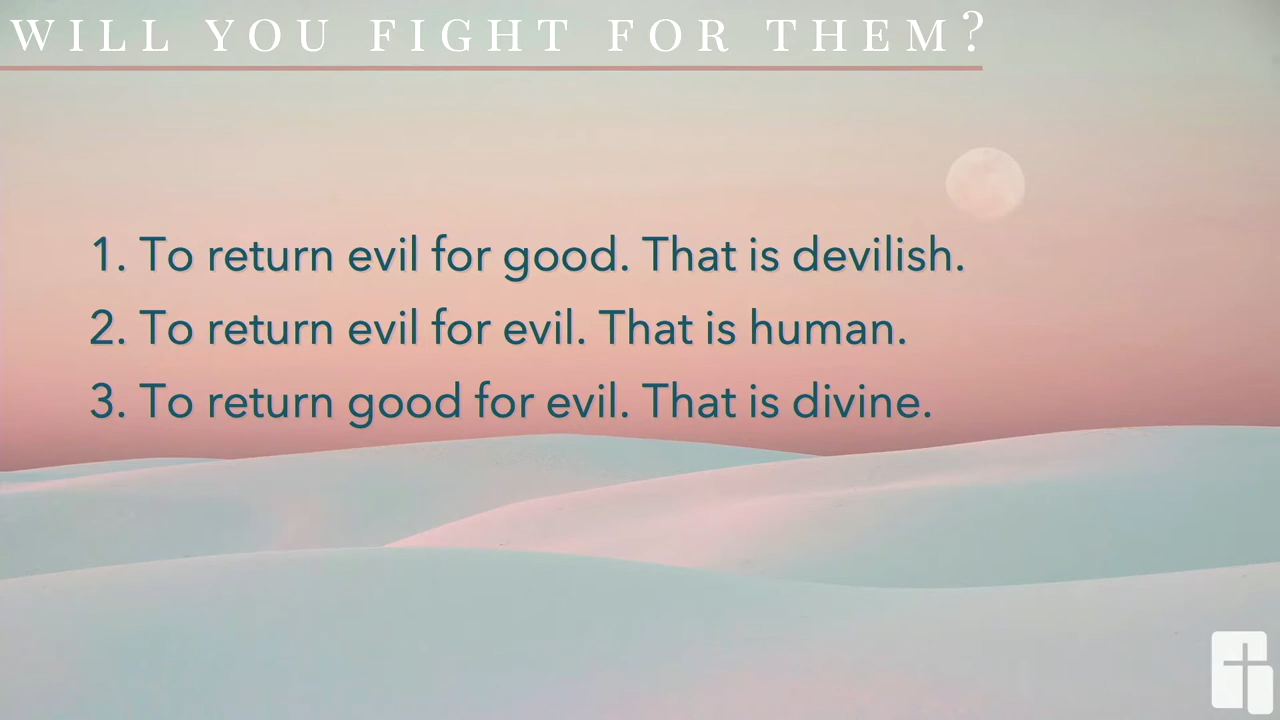 WILL YOU FIGHT FOR THEM?
1. To return evil for good. That is devilish.
2. To return evil for evil. That is human.
3. To return good for evil. That is divine.